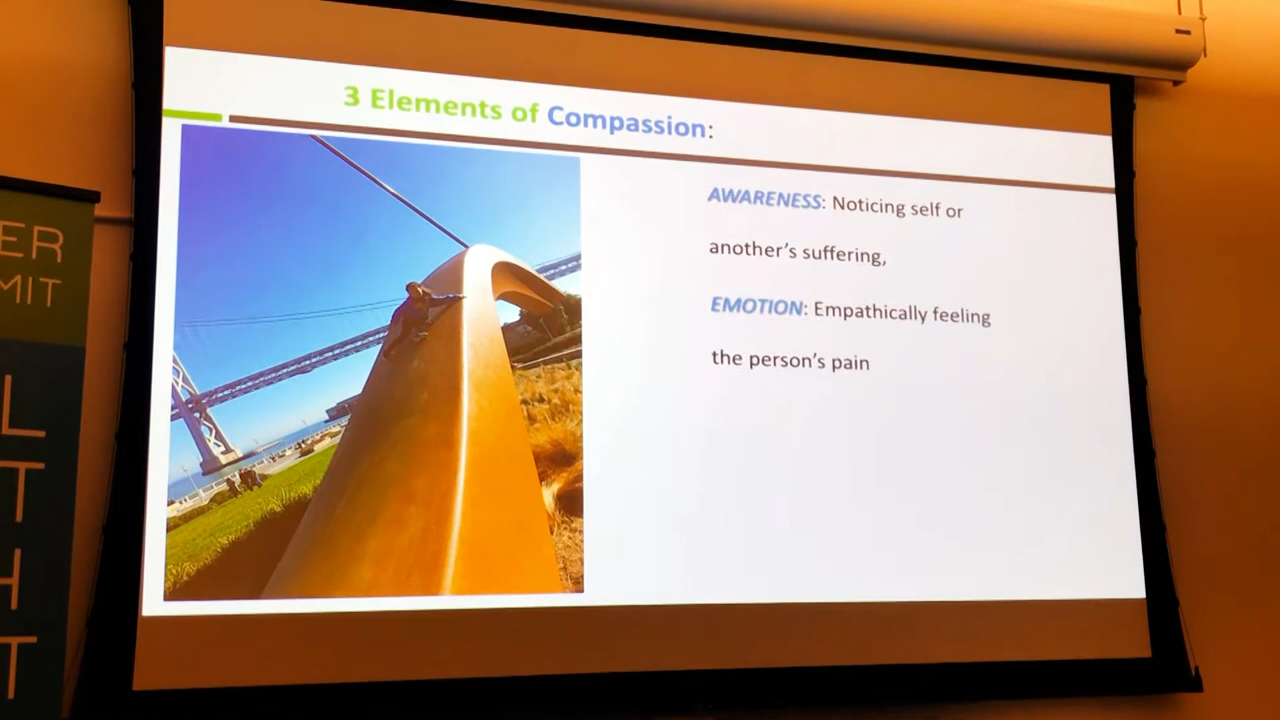 3 Elements of Compassion:
AWARENESS: Noticing self or
another's suffering,
EMOTION: Empathically feeling
the person's pain
ER
MIT
L
T
H
T